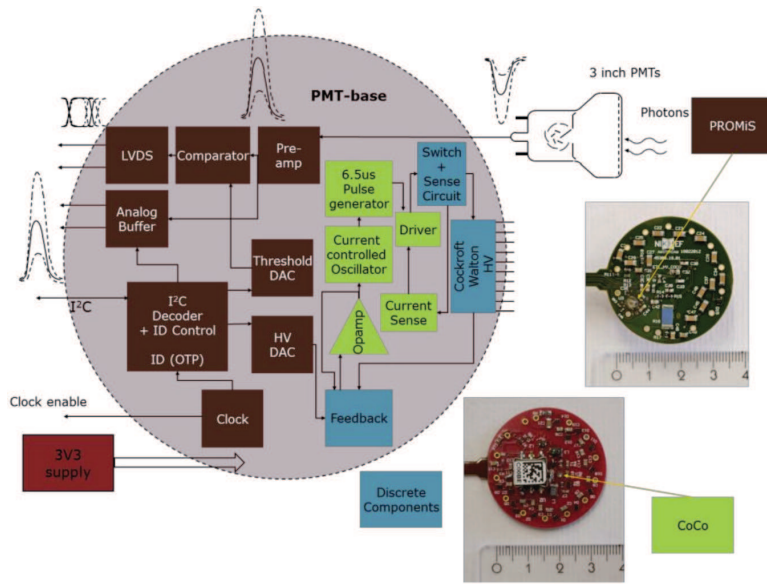 PMT-base
3 inch PMTs
Photons
PROMiS
LVDS
Comparator
Pre-
amp
Switch
+
Sense
Circuit
6.5us
Pulse
generator
Analog
Buffer
Driver
Current
controlled
Oscillator
Cockroft
Walton
HV
Threshold
DAC
I²C
I²C
Decoder
+ ID Control
ID (OTP)
Current
Sense
Opamp
HV
DAC
Clock enable
Clock
Feedback
3V3
supply
Discrete
Components
CoCo
0 1 2 3 4
0 1 2 3 4